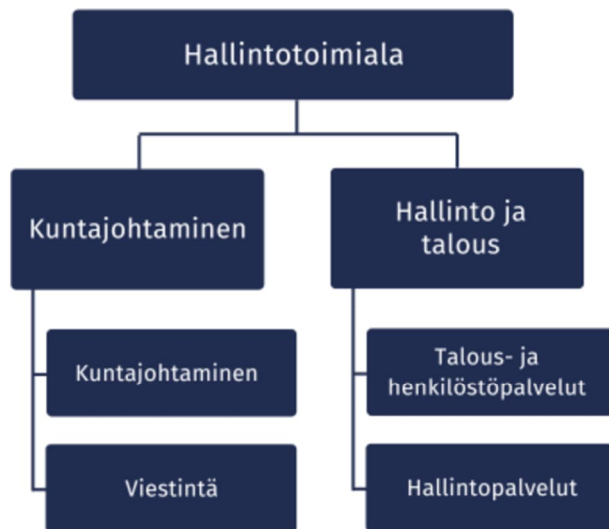 Hallintotoimiala
Kuntajohtaminen
Hallinto ja
talous
Kuntajohtaminen
Talous- ja
henkilöstöpalvelut
Viestintä
Hallintopalvelut